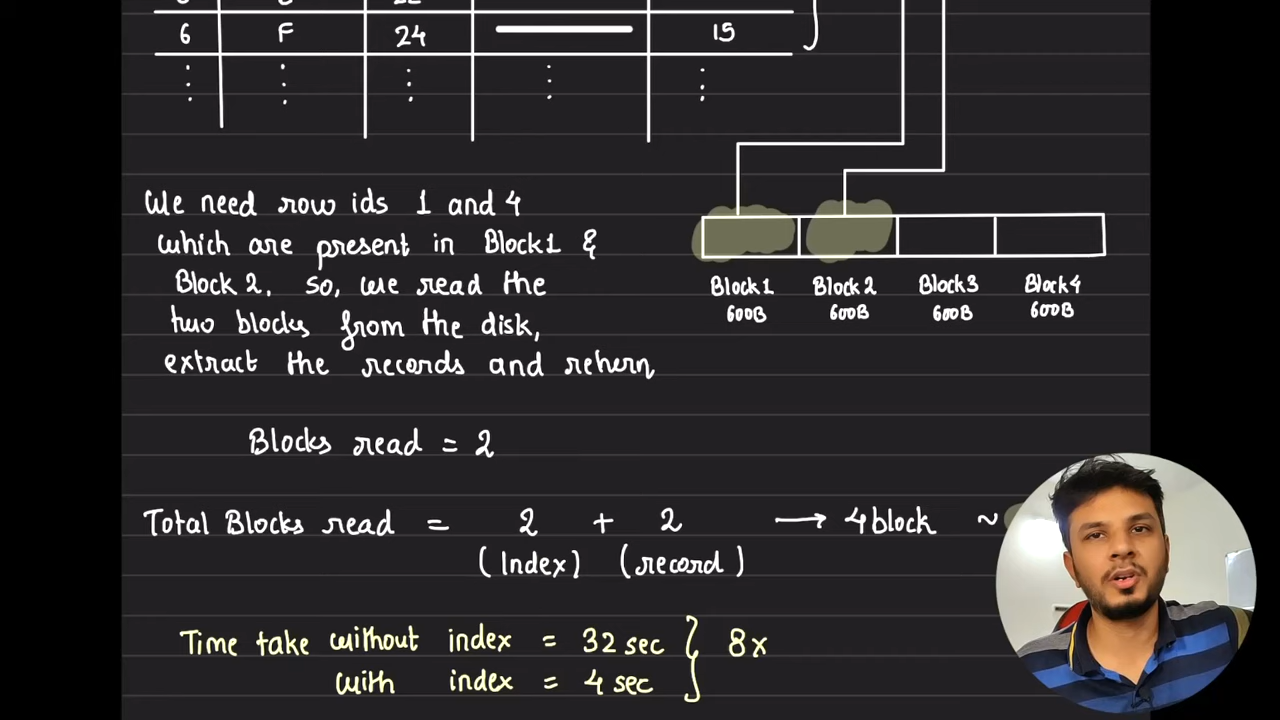 6 F 24 15
We need row ids 1 and 4
which are present in Block1 &
Block 2. So, we read the
two blocks from the disk,
extract the records and return
Block1 Block2 Block3 Block4
600B 600B 600B 600B
Blocks read = 2
Total Blocks read = 2 + 2 → 4 block ~
(Index) (record)
Time take without index = 32 sec } 8x
with index = 4 sec